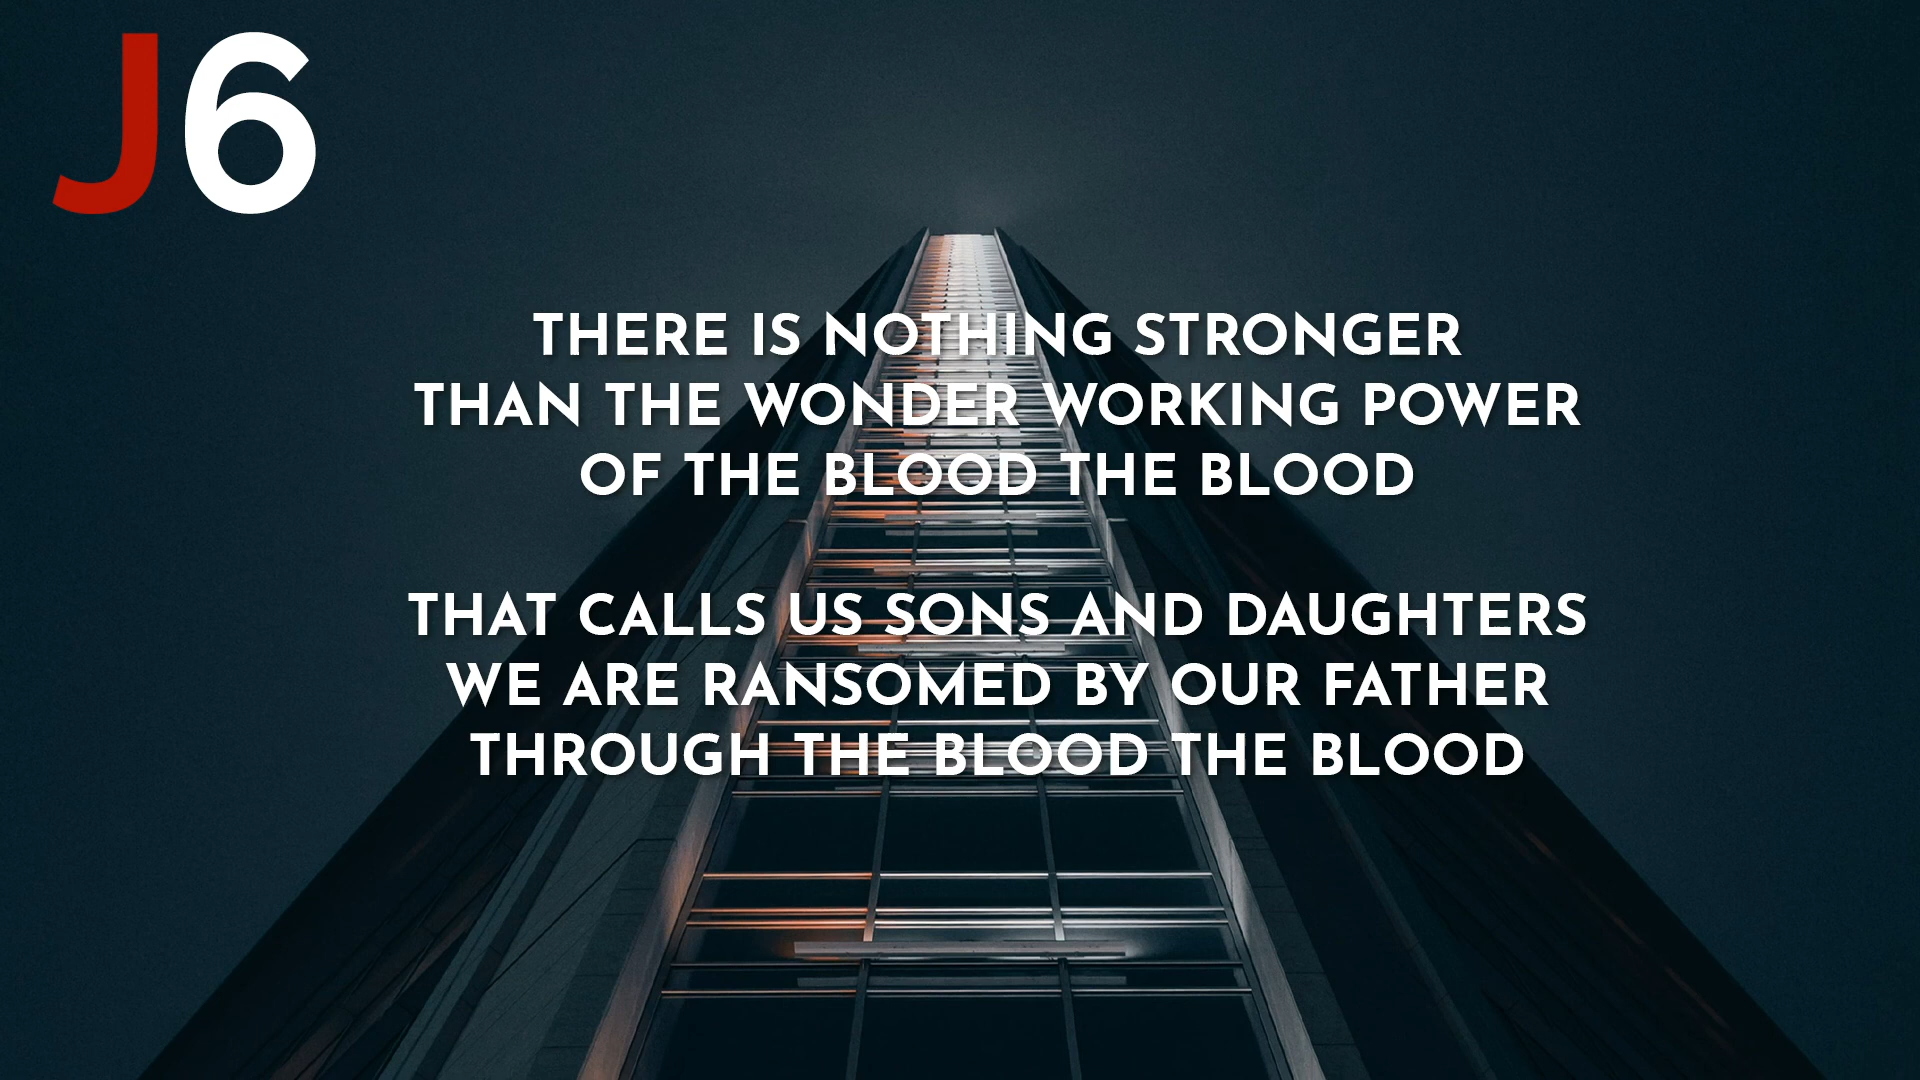 J6
THERE IS NOTHING STRONGER
THAN THE WONDER WORKING POWER
OF THE BLOOD THE BLOOD
THAT CALLS US SONS AND DAUGHTERS
WE ARE RANSOMED BY OUR FATHER
THROUGH THE BLOOD THE BLOOD